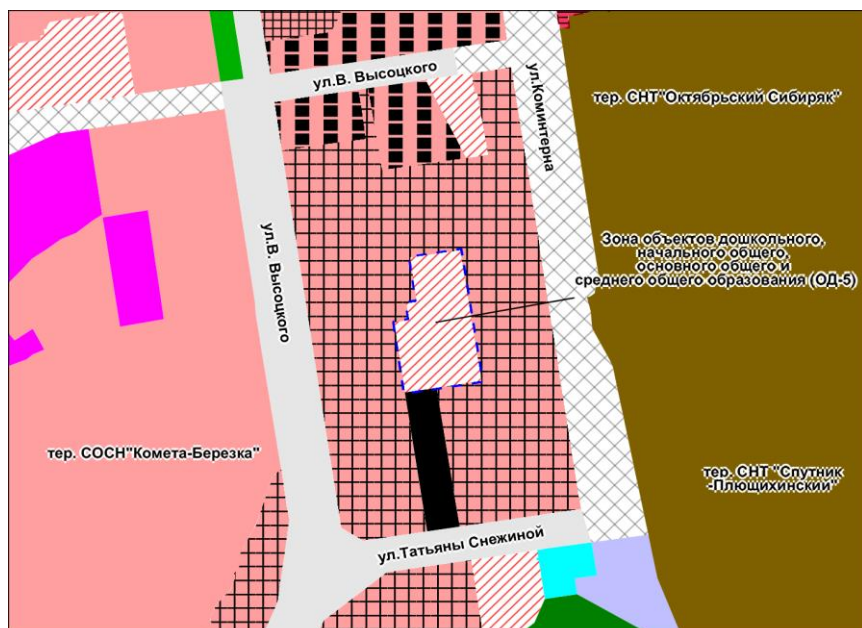 ул.В. Высоцкого
ул.Коминтерна
тер. СНТ"Октябрьский Сибиряк"
ул.В. Высоцкого
Зона объектов дошкольного,
начального общего,
основного общего и
среднего общего образования (ОД-5)
тер. СОСН"Комета-Березка"
тер. СНТ "Спутник
-Плющихинский"
ул.Татьяны Снежиной